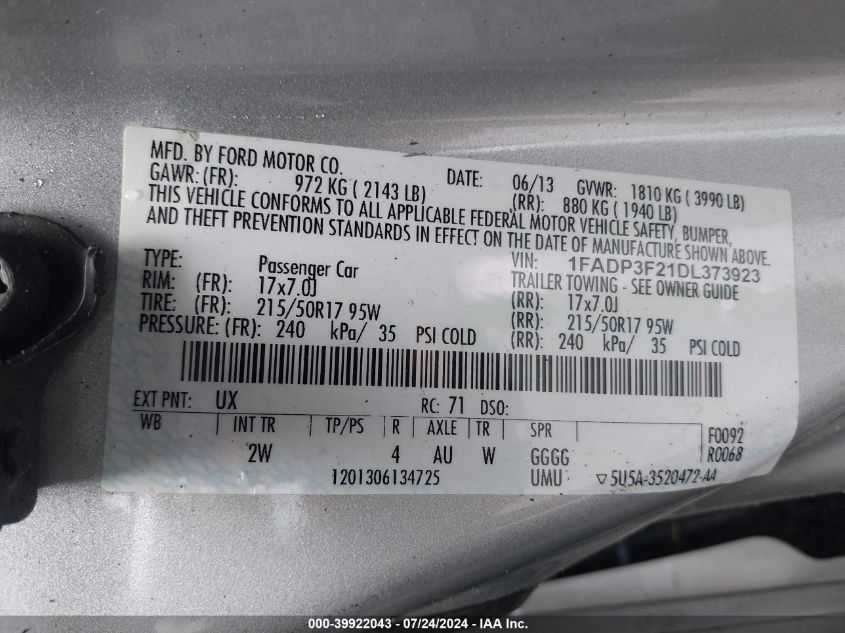 MFD. BY FORD MOTOR CO. DATE: 06/13 GVWR: 1810 KG ( 3990 LB)
GAWR: (FR): 972 KG ( 2143 LB) (RR): 880 KG ( 1940 LB)
THIS VEHICLE CONFORMS TO ALL APPLICABLE FEDERAL MOTOR VEHICLE SAFETY, BUMPER,
AND THEFT PREVENTION STANDARDS IN EFFECT ON THE DATE OF MANUFACTURE SHOWN ABOVE.
VIN: 1FADP3F21DL373923
TYPE: Passenger Car TRAILER TOWING - SEE OWNER GUIDE
RIM: (FR): 17x7.0J (RR): 17x7.0J
TIRE: (FR): 215/50R17 95W (RR): 215/50R17 95W
PRESSURE: (FR): 240 kPa/ 35 PSI COLD (RR): 240 kPa/ 35 PSI COLD
EXT PNT: UX RC: 71 DSO:
WB INT TR TP/PS R AXLE TR SPR F0092
2W 4 AU W GGGG R0068
1201306134725 UMU ▽ 5U5A-3520472-AA
000-39922043 - 07/24/2024 - IAA Inc.